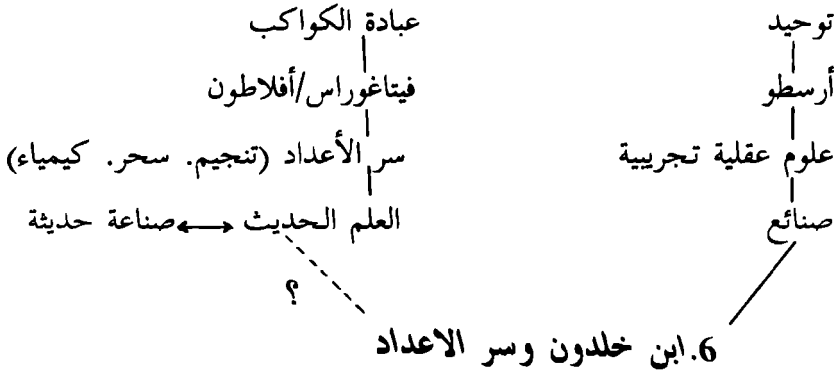 توحيد عبادة الكواكب
أرسطو فيتاغوراس/أفلاطون
علوم عقلية تجريبية سر الأعداد (تنجيم. سحر. كيمياء)
صنائع العلم الحديث ⟷ صناعة حديثة
؟
6. ابن خلدون وسر الاعداد